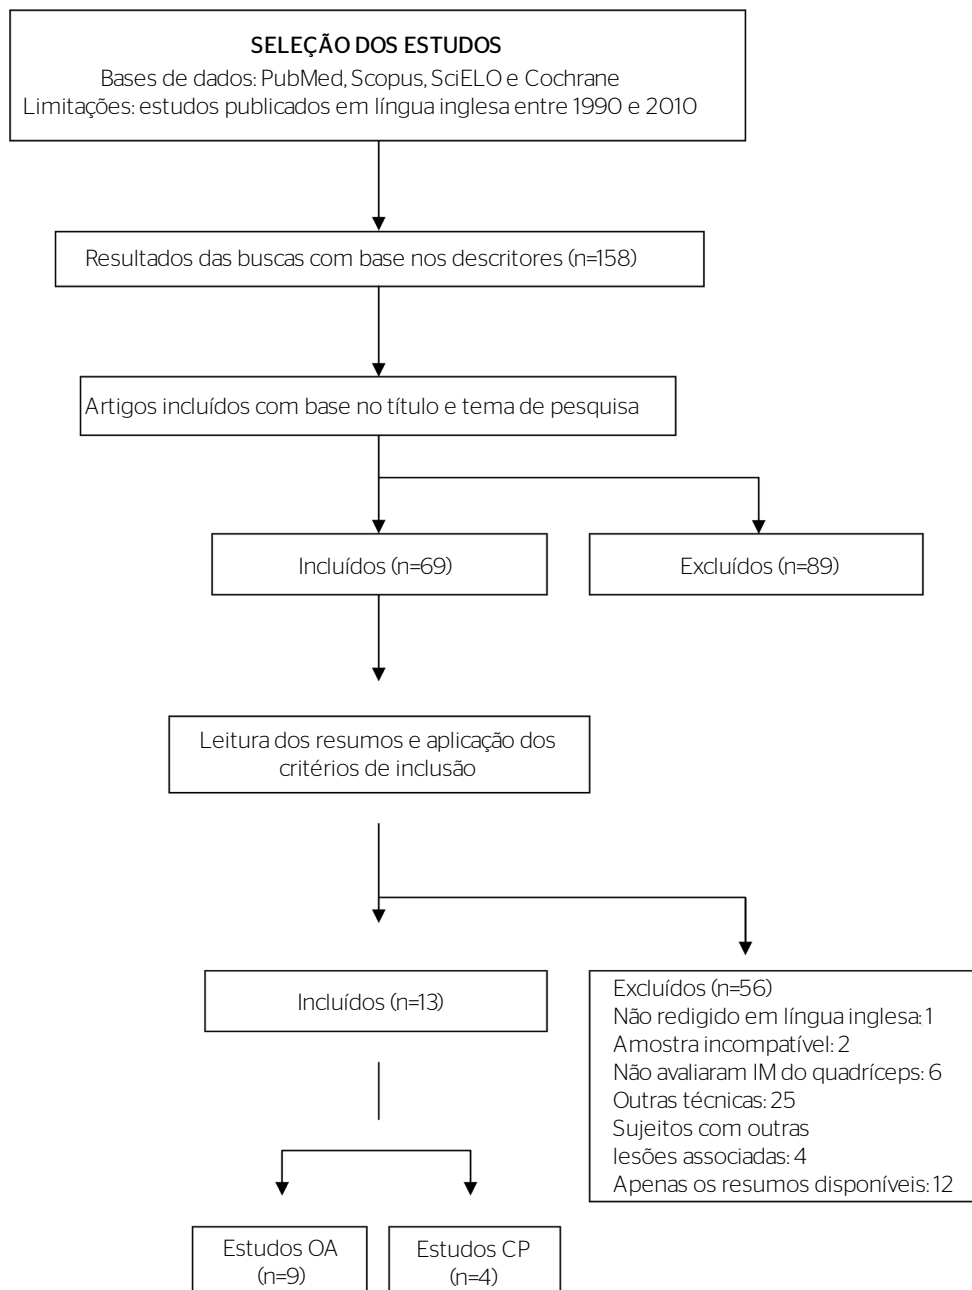 SELEÇÃO DOS ESTUDOS
Bases de dados: PubMed, Scopus, SciELO e Cochrane
Limitações: estudos publicados em língua inglesa entre 1990 e 2010
Resultados das buscas com base nos descritores (n=158)
Artigos incluídos com base no título e tema de pesquisa
Incluídos (n=69)
Excluídos (n=89)
Leitura dos resumos e aplicação dos
critérios de inclusão
Incluídos (n=13)
Excluídos (n=56)
Não redigido em língua inglesa: 1
Amostra incompatível: 2
Não avaliaram IM do quadríceps: 6
Outras técnicas: 25
Sujeitos com outras
lesões associadas: 4
Apenas os resumos disponíveis: 12
Estudos OA
(n=9)
Estudos CP
(n=4)